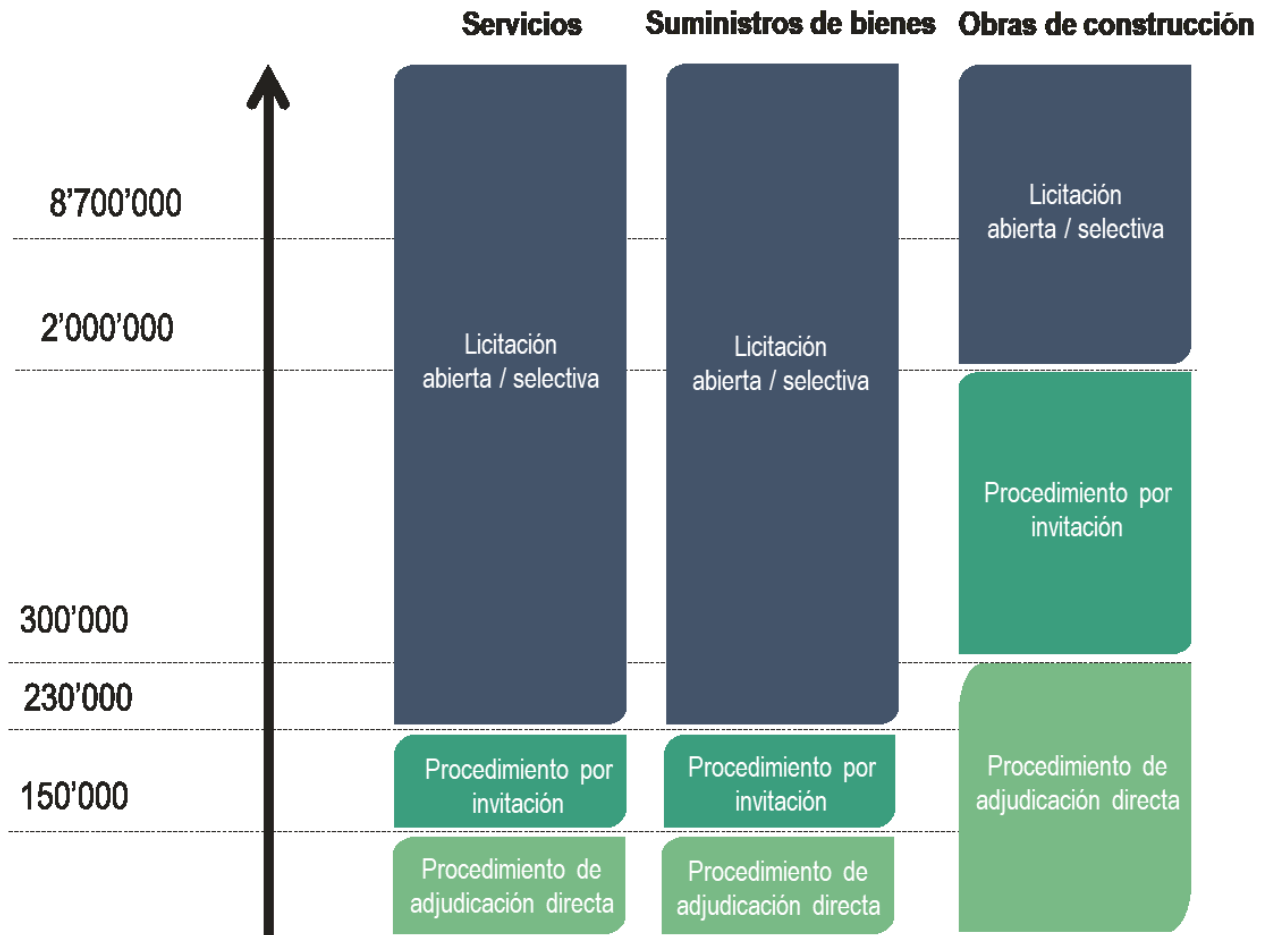 Servicios
Suministros de bienes
Obras de construcción
8’700’000
2’000’000
300’000
230’000
150’000
Licitación
abierta / selectiva
Procedimiento por
invitación
Procedimiento de
adjudicación directa
Licitación
abierta / selectiva
Procedimiento por
invitación
Procedimiento de
adjudicación directa
Licitación
abierta / selectiva
Procedimiento por
invitación
Procedimiento de
adjudicación directa